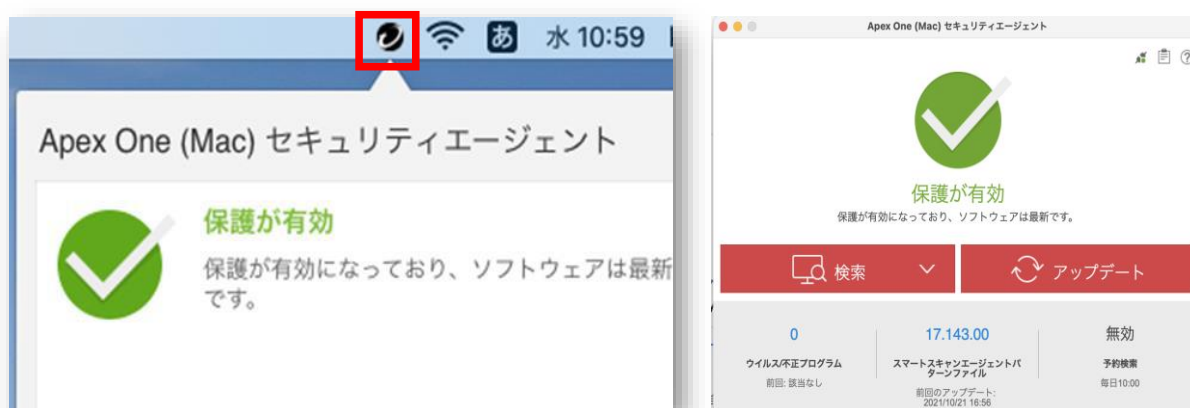 あ 水 10:59
Apex One (Mac) セキュリティエージェント
保護が有効
保護が有効になっており、ソフトウェアは最新
です。
Apex One (Mac) セキュリティエージェント
保護が有効
保護が有効になっており、ソフトウェアは最新です。
検索
アップデート
0
ウイルス/不正プログラム
前回: 該当なし
17.143.00
スマートスキャンエージェントパ
ターンファイル
前回のアップデート:
2021/10/21 16:56
無効
予約検索
毎日10:00